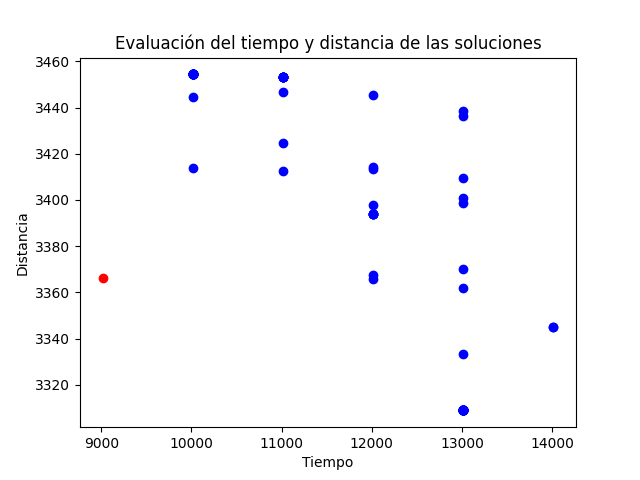 Evaluación del tiempo y distancia de las soluciones
3460
3440
3420
3400
3380
3360
3340
3320
Distancia
9000 10000 11000 12000 13000 14000
Tiempo